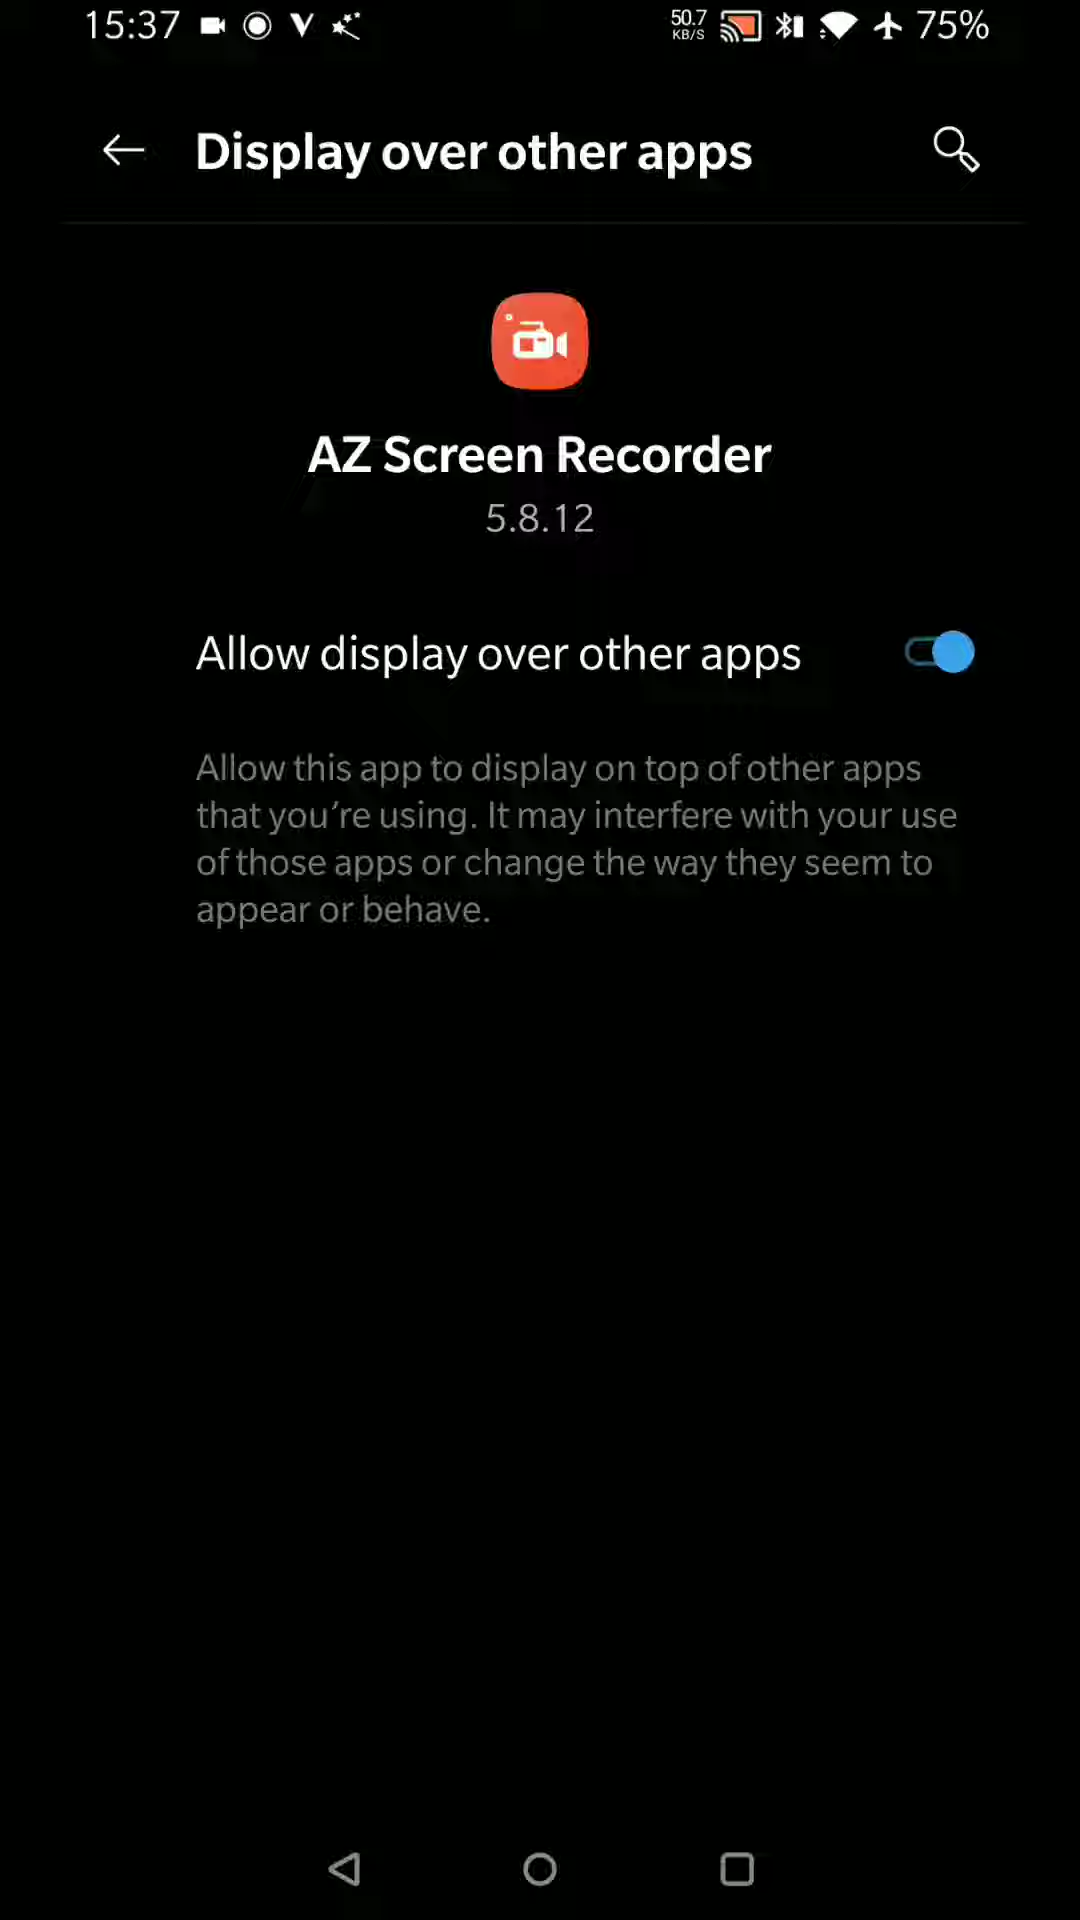 15:37 V 50.7 KB/S 75%
Display over other apps
AZ Screen Recorder
5.8.12
Allow display over other apps
Allow this app to display on top of other apps
that you’re using. It may interfere with your use
of those apps or change the way they seem to
appear or behave.